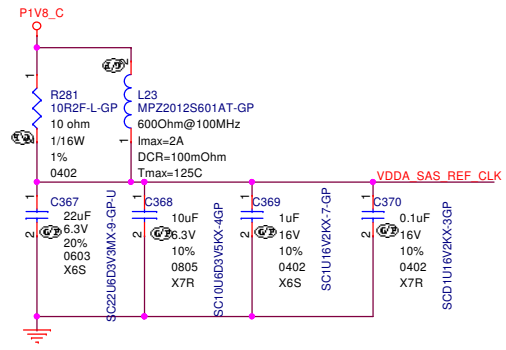 P1V8_C
1
R281
10R2F-L-GP
10 ohm
1/16W
1%
0402
2
L23
MPZ2012S601AT-GP
600Ohm@100MHz
Imax=2A
DCR=100mOhm
Tmax=125C
1
VDDA_SAS_REF_CLK
1
C367
22uF
6.3V
20%
0603
X6S
2
G/P
SC22U6D3V3MX-9-GP-U
1
C368
10uF
6.3V
10%
0805
X7R
2
G/P
SC10U6D3V5KX-4GP
1
C369
1uF
16V
10%
0402
X6S
2
G/P
SC1U16V2KX-7-GP
1
C370
0.1uF
16V
10%
0402
X7R
2
G/P
SCD1U16V2KX-3GP